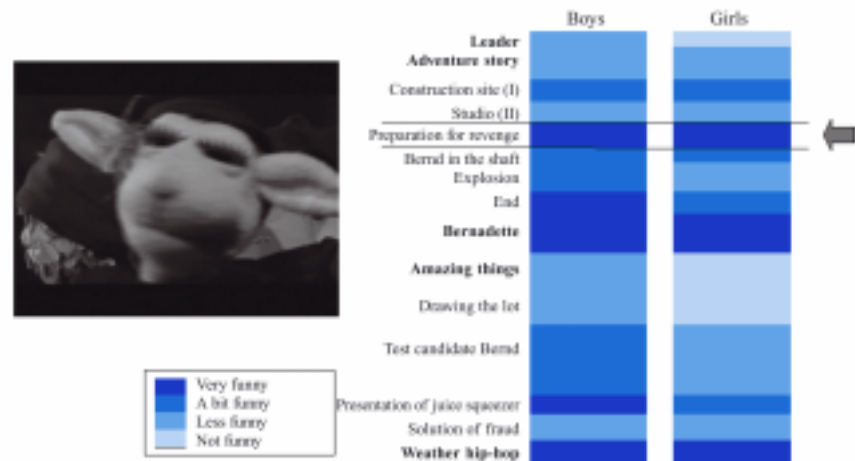 Boys Girls
Leader
Adventure story
Construction site (I)
Studio (II)
Preparation for revenge
Bernd in the shaft
Explosion
End
Bernadette
Amazing things
Drawing the lot
Test candidate Bernd
Presentation of juice squeezer
Solution of fraud
Weather hip-hop
Very funny
A bit funny
Less funny
Not funny